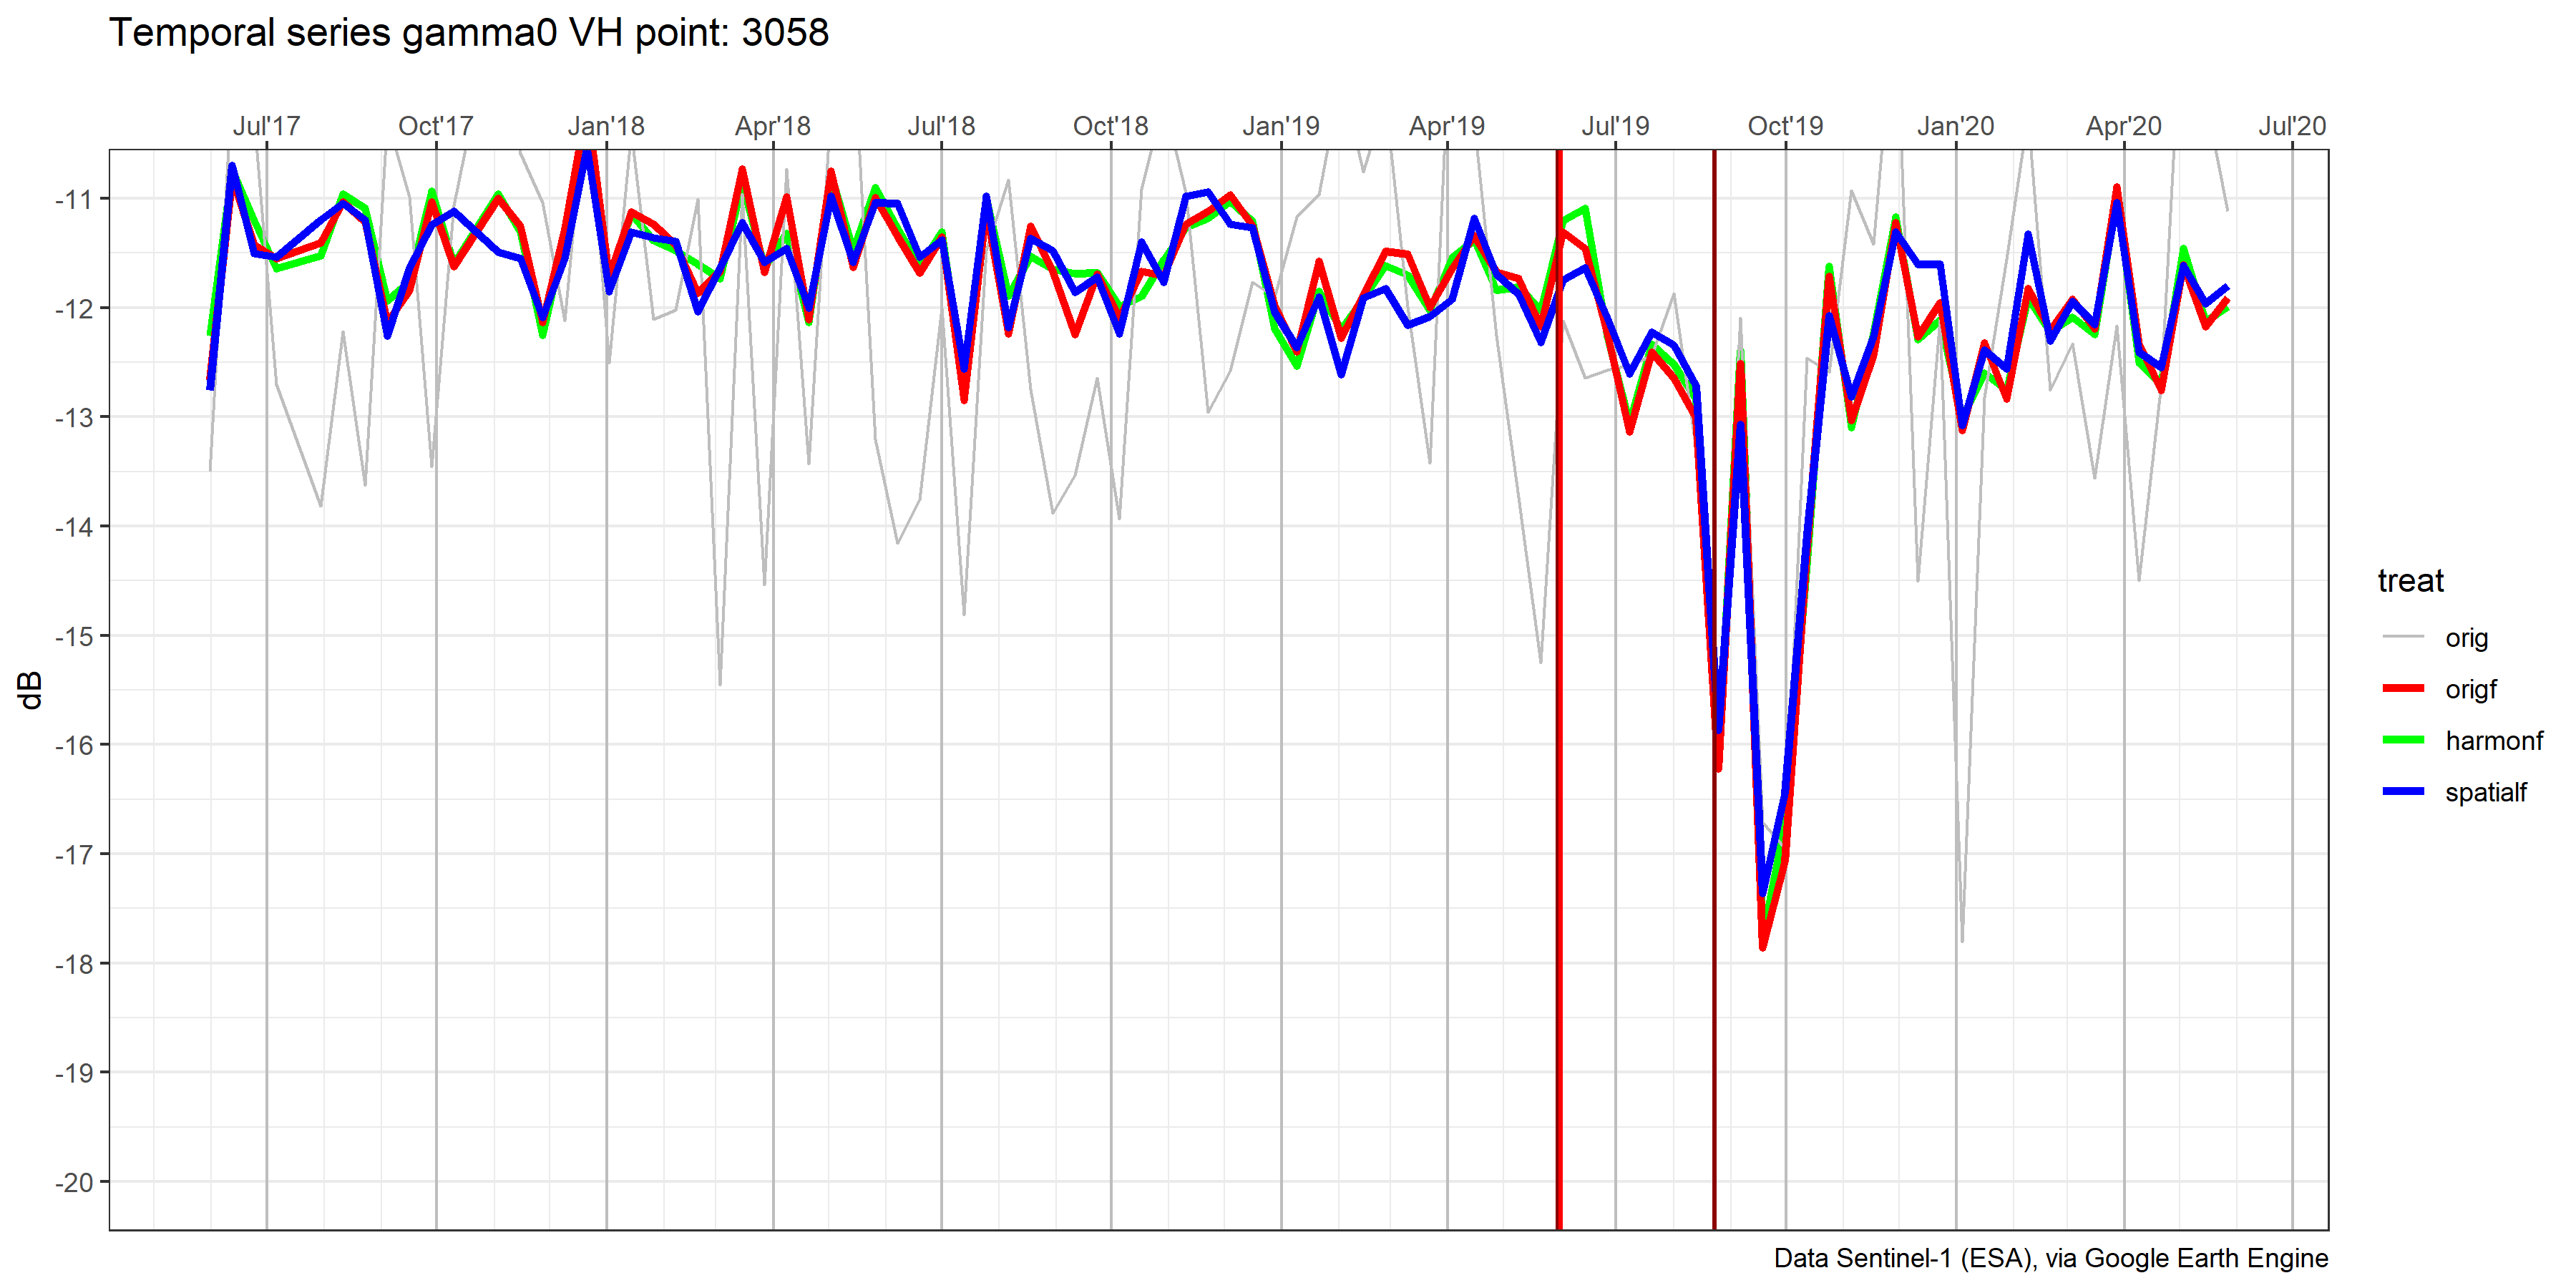 Temporal series gamma0 VH point: 3058
Jul'17 Oct'17 Jan'18 Apr'18 Jul'18 Oct'18 Jan'19 Apr'19 Jul'19 Oct'19 Jan'20 Apr'20 Jul'20
-11
-12
-13
-14
-15
-16
-17
-18
-19
-20
dB
treat
orig
origf
harmonf
spatialf
Data Sentinel-1 (ESA), via Google Earth Engine